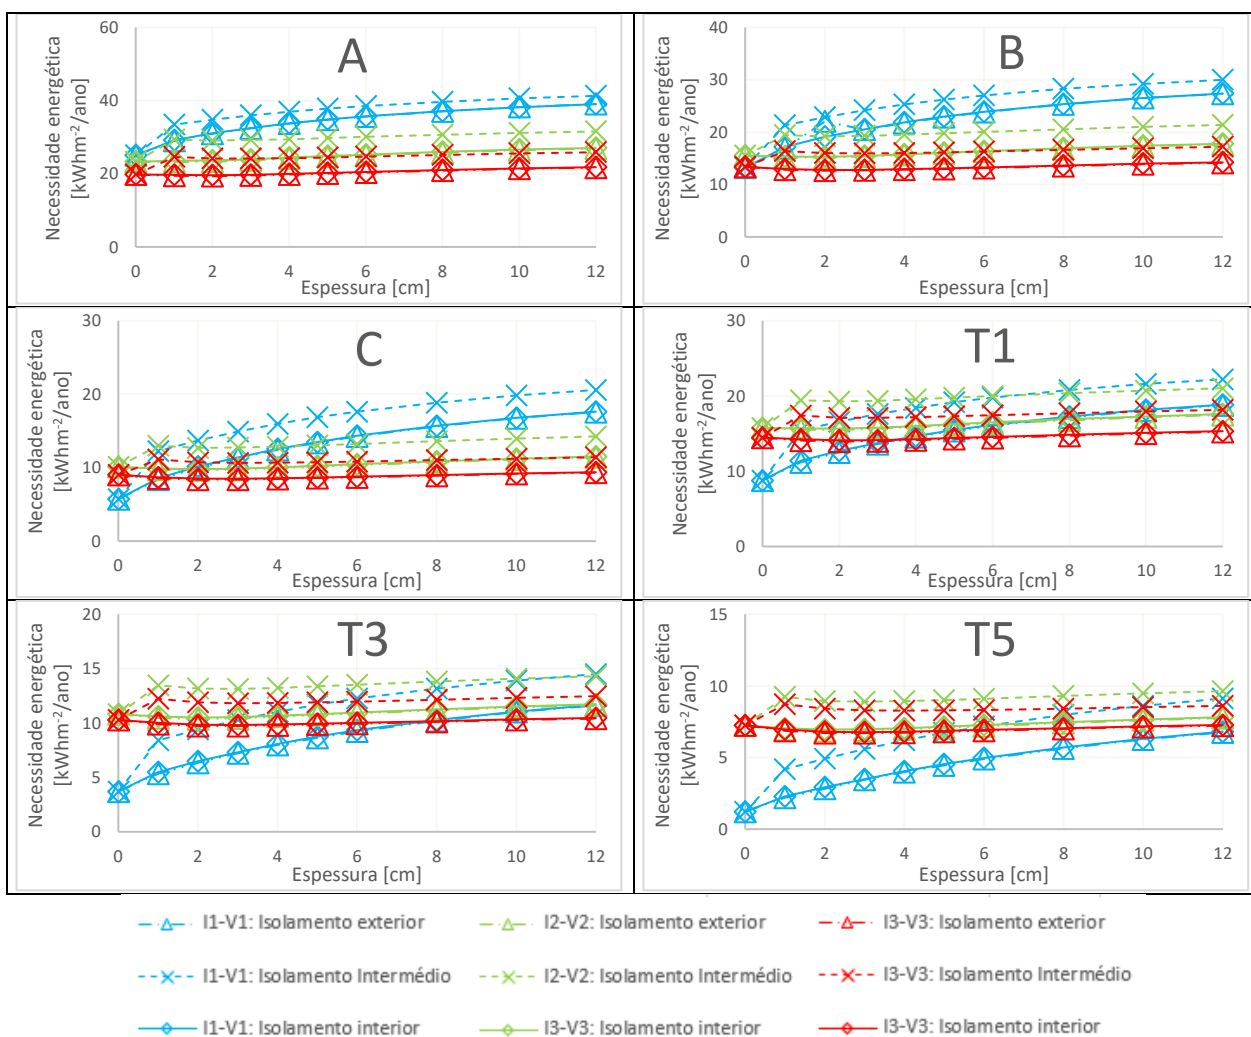 A
Necessidade energética
[kWhm⁻²/ano]
60
40
20
0
0 2 4 6 8 10 12
Espessura [cm]
B
Necessidade energética
[kWhm⁻²/ano]
40
30
20
10
0
0 2 4 6 8 10 12
Espessura [cm]
C
Necessidade energética
[kWhm⁻²/ano]
30
20
10
0
0 2 4 6 8 10 12
Espessura [cm]
T1
Necessidade energética
[kWhm⁻²/ano]
30
20
10
0
0 2 4 6 8 10 12
Espessura [cm]
T3
Necessidade energética
[kWhm⁻²/ano]
20
15
10
5
0
0 2 4 6 8 10 12
Espessura [cm]
T5
Necessidade energética
[kWhm⁻²/ano]
15
10
5
0
0 2 4 6 8 10 12
Espessura [cm]
I1-V1: Isolamento exterior I2-V2: Isolamento exterior I3-V3: Isolamento exterior
I1-V1: Isolamento Intermédio I2-V2: Isolamento Intermédio I3-V3: Isolamento Intermédio
I1-V1: Isolamento interior I3-V3: Isolamento interior I3-V3: Isolamento interior